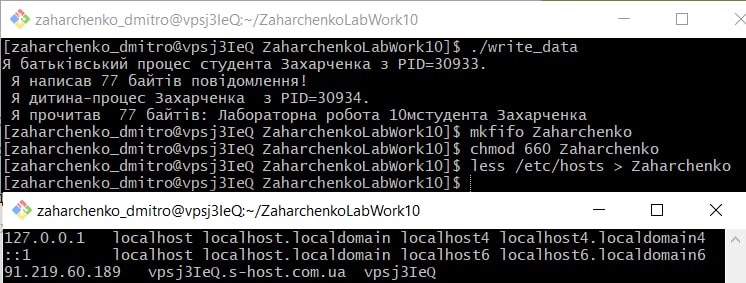 zaharchenko_dmitro@vpsj3IeQ:~/ZaharchenkoLabWork10
[zaharchenko_dmitro@vpsj3IeQ ZaharchenkoLabWork10]$ ./write_data
Я батьківський процес студента Захарченка з PID=30933.
Я написав 77 байтів повідомлення!
Я дитина-процес Захарченка  з PID=30934.
Я прочитав  77 байтів: Лабораторна робота 10мстудента Захарченка
[zaharchenko_dmitro@vpsj3IeQ ZaharchenkoLabWork10]$ mkfifo Zaharchenko
[zaharchenko_dmitro@vpsj3IeQ ZaharchenkoLabWork10]$ chmod 660 Zaharchenko
[zaharchenko_dmitro@vpsj3IeQ ZaharchenkoLabWork10]$ less /etc/hosts > Zaharchenko
[zaharchenko_dmitro@vpsj3IeQ ZaharchenkoLabWork10]$
zaharchenko_dmitro@vpsj3IeQ:~/ZaharchenkoLabWork10
127.0.0.1   localhost localhost.localdomain localhost4 localhost4.localdomain4
::1         localhost localhost.localdomain localhost6 localhost6.localdomain6
91.219.60.189   vpsj3IeQ.s-host.com.ua  vpsj3IeQ